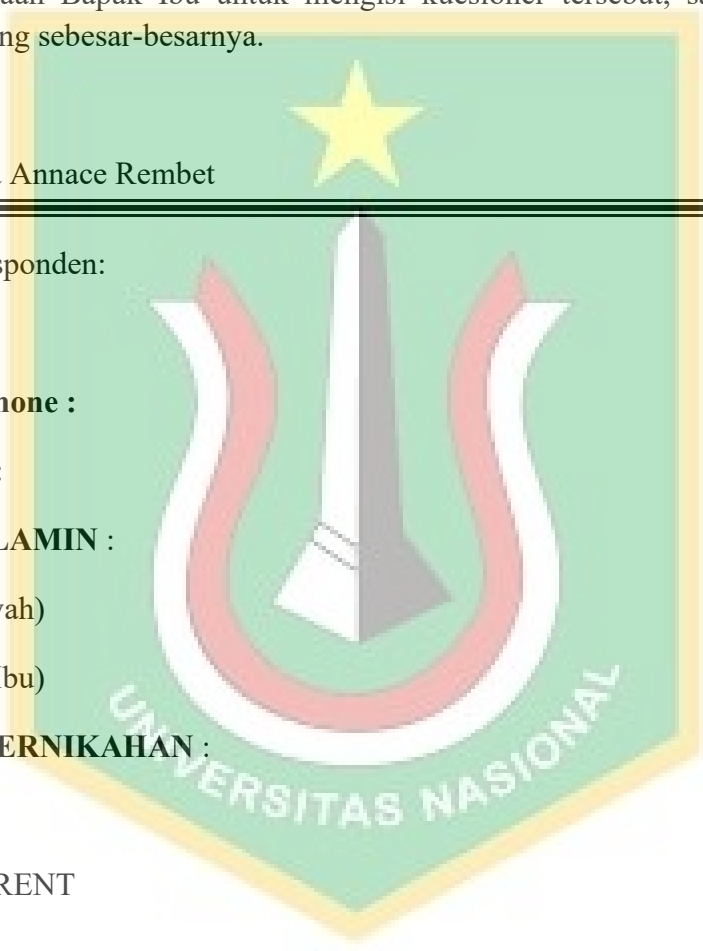 Bapak Ibu untuk mengisi kuesioner tersebut,
sebesar-besarnya.
Annace Rembet
sponden:
hone :
:
LAMIN :
yah)
Ibu)
ERNIKAHAN :
RENT
UNIVERSITAS NASIONAL